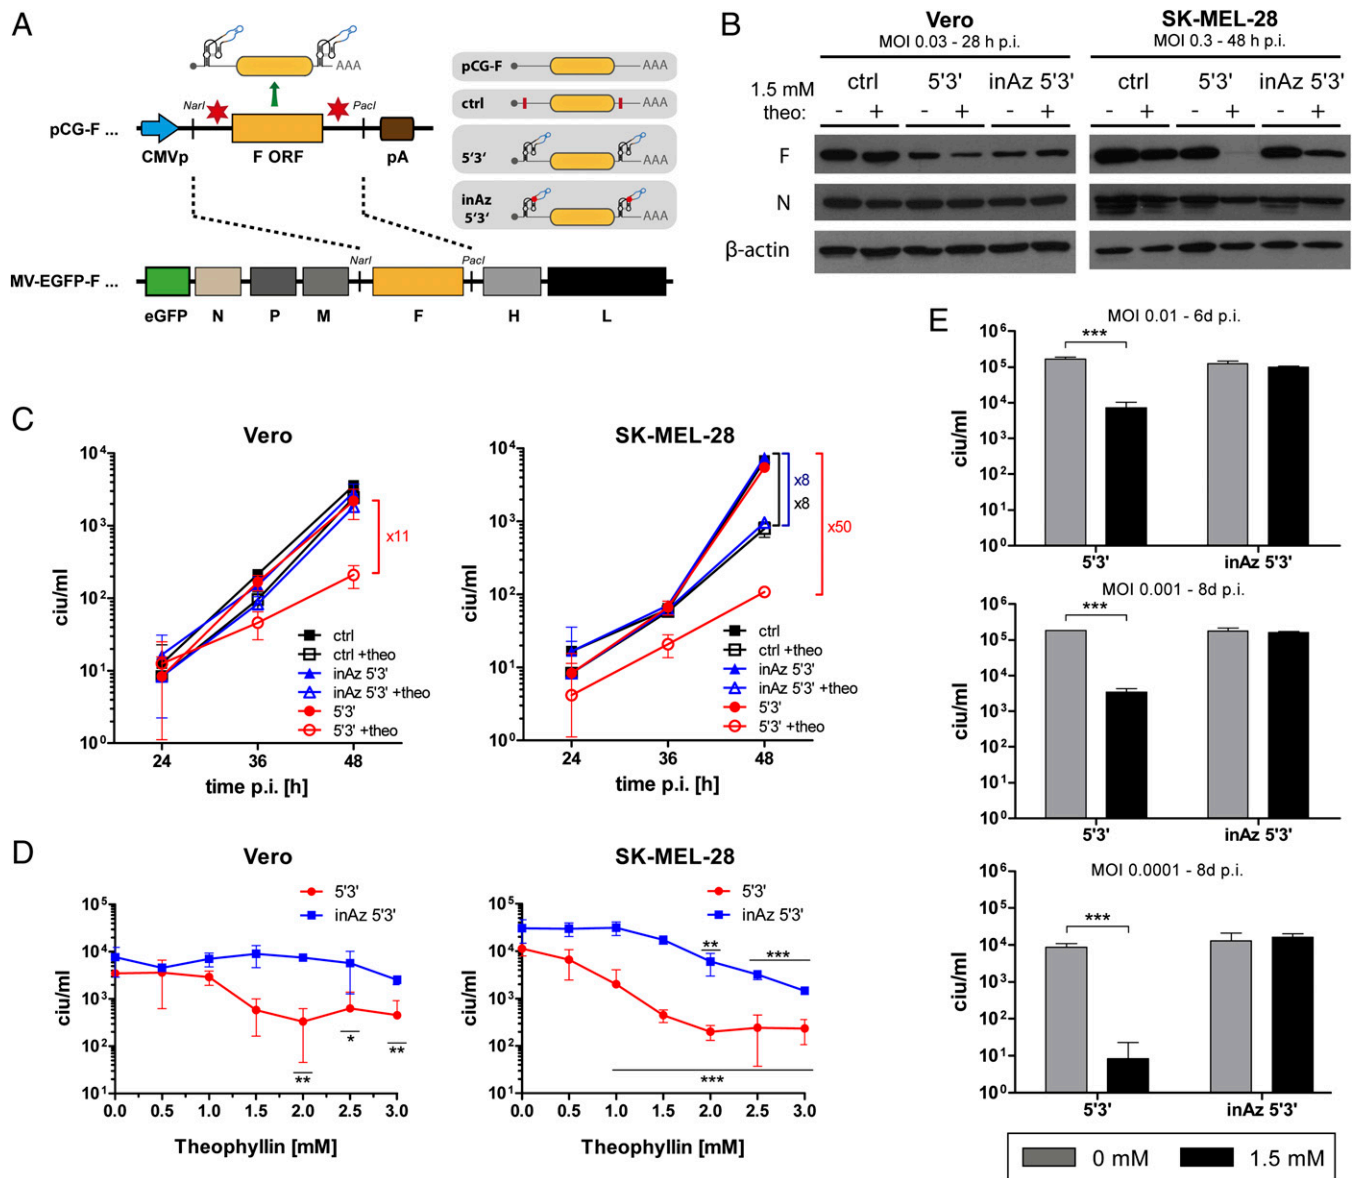 A
AAA
NarI
PacI
pCG-F ...
CMVp
F ORF
pA
pCG-F
AAA
ctrl
AAA
5'3'
AAA
inAz
5'3'
AAA
NarI
PacI
MV-EGFP-F ...
eGFP
N
P
M
F
H
L
B
Vero
MOI 0.03 - 28 h p.i.
SK-MEL-28
MOI 0.3 - 48 h p.i.
1.5 mM
theo:
ctrl
5'3'
inAz 5'3'
ctrl
5'3'
inAz 5'3'
- + - + - +
- + - + - +
F
N
β-actin
C
Vero
ciu/ml
10⁴
10³
10²
10¹
10⁰
x11
ctrl
ctrl +theo
inAz 5'3'
inAz 5'3' +theo
5'3'
5'3' +theo
24 36 48
time p.i. [h]
SK-MEL-28
ciu/ml
10⁴
10³
10²
10¹
10⁰
x8
x8
x50
ctrl
ctrl +theo
inAz 5'3'
inAz 5'3' +theo
5'3'
5'3' +theo
24 36 48
time p.i. [h]
D
Vero
5'3'
inAz 5'3'
ciu/ml
10⁵
10⁴
10³
10²
10¹
**
*
**
0.0 0.5 1.0 1.5 2.0 2.5 3.0
Theophyllin [mM]
SK-MEL-28
5'3'
inAz 5'3'
ciu/ml
10⁵
10⁴
10³
10²
10¹
**
***
***
0.0 0.5 1.0 1.5 2.0 2.5 3.0
Theophyllin [mM]
E
MOI 0.01 - 6d p.i.
***
ciu/ml
10⁶
10⁵
10⁴
10³
10²
10¹
10⁰
5'3' inAz 5'3'
MOI 0.001 - 8d p.i.
***
ciu/ml
10⁶
10⁵
10⁴
10³
10²
10¹
10⁰
5'3' inAz 5'3'
MOI 0.0001 - 8d p.i.
***
ciu/ml
10⁶
10⁵
10⁴
10³
10²
10¹
10⁰
5'3' inAz 5'3'
0 mM
1.5 mM